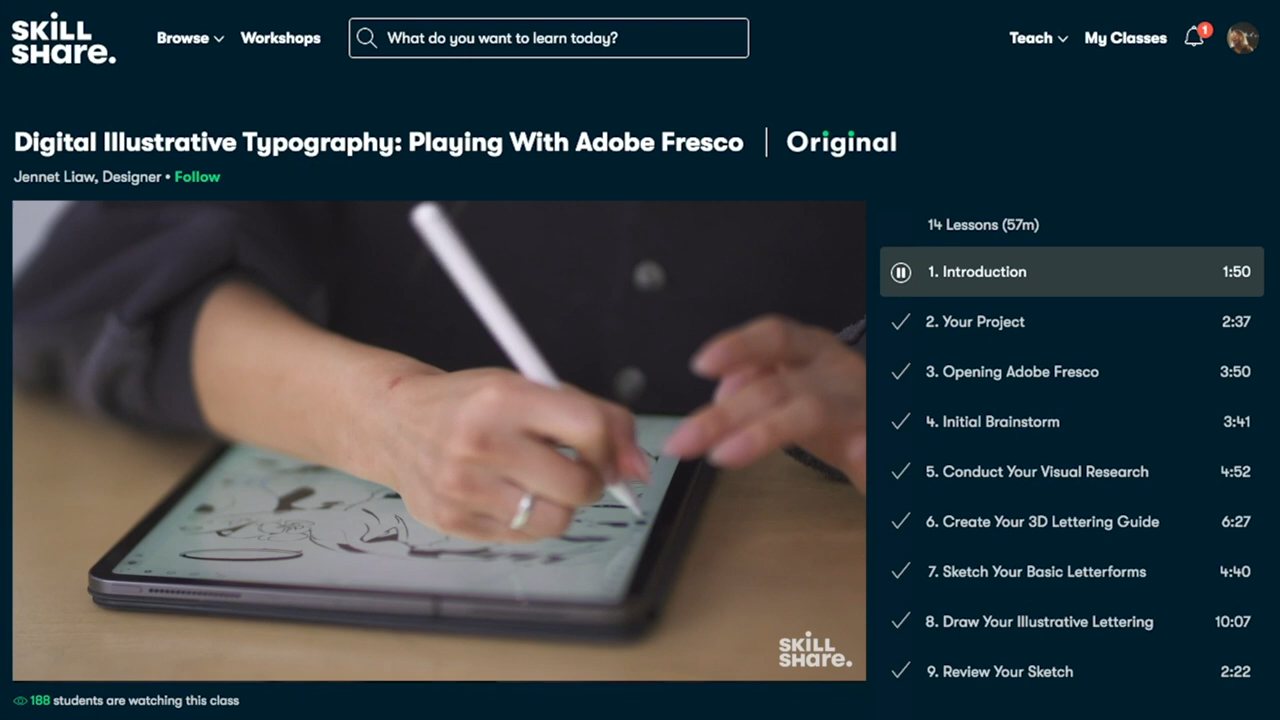 SKILL
SHARE.
Browse
Workshops
What do you want to learn today?
Teach
My Classes
1
Digital Illustrative Typography: Playing With Adobe Fresco | Original
Jennet Liaw, Designer • Follow
14 Lessons (57m)
1. Introduction 1:50
2. Your Project 2:37
3. Opening Adobe Fresco 3:50
4. Initial Brainstorm 3:41
5. Conduct Your Visual Research 4:52
6. Create Your 3D Lettering Guide 6:27
7. Sketch Your Basic Letterforms 4:40
8. Draw Your Illustrative Lettering 10:07
9. Review Your Sketch 2:22
SKILL
SHARE.
188 students are watching this class